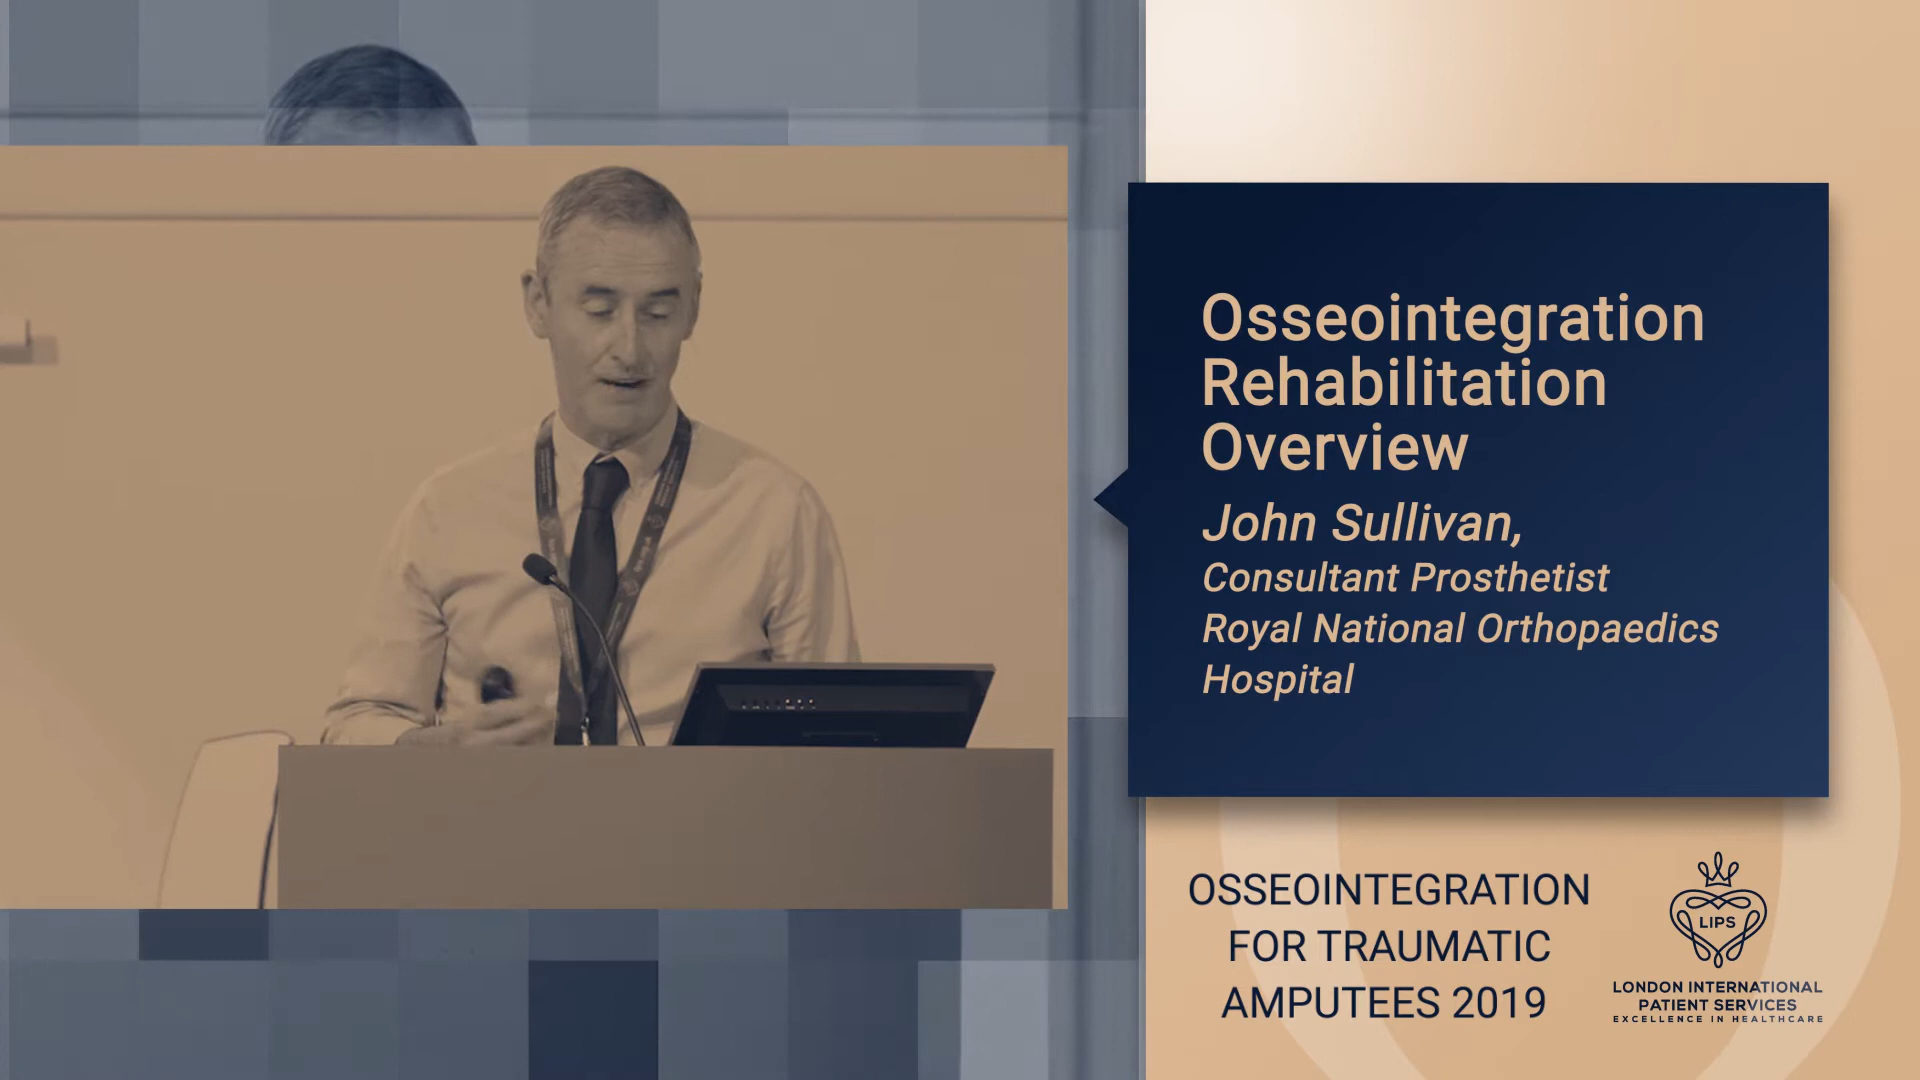 Osseointegration
Rehabilitation
Overview
John Sullivan,
Consultant Prosthetist
Royal National Orthopaedics
Hospital
OSSEOINTEGRATION
FOR TRAUMATIC
AMPUTEES 2019
LIPS
LONDON INTERNATIONAL
PATIENT SERVICES
EXCELLENCE IN HEALTHCARE